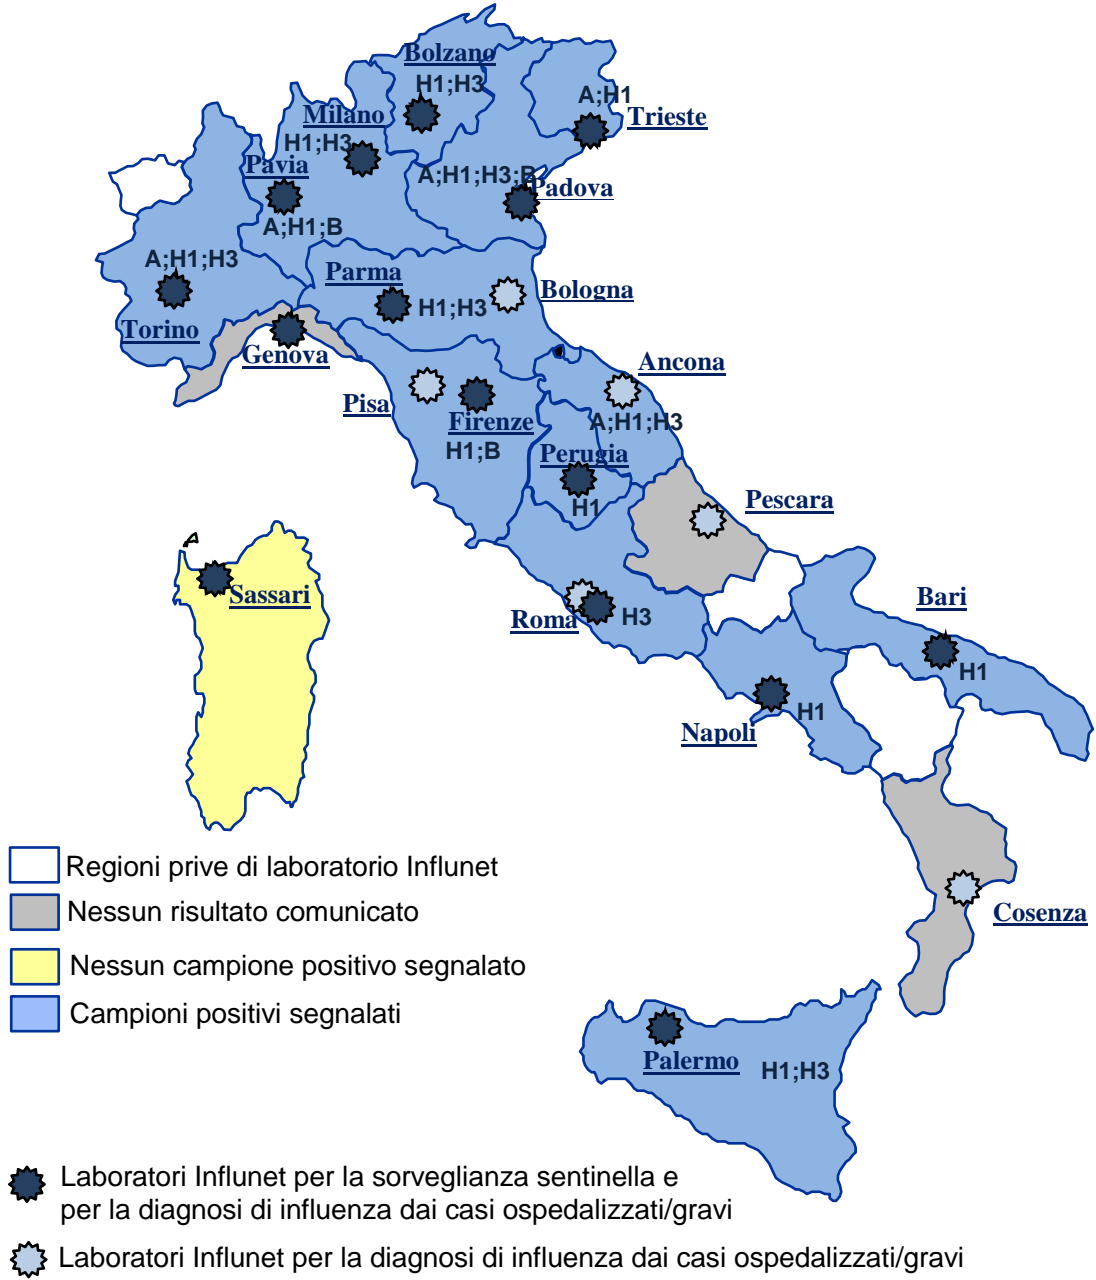 Bolzano
H1;H3
A;H1
Trieste
Milano
H1;H3
Pavia
A;H1;B
A;H1;H3;B
Padova
A;H1;H3
Torino
Parma
H1;H3
Bologna
Genova
Ancona
A;H1;H3
Pisa
Firenze
H1;B
Perugia
H1
Pescara
Sassari
Roma
H3
Bari
H1
Napoli
H1
Regioni prive di laboratorio Influnet
Nessun risultato comunicato
Cosenza
Nessun campione positivo segnalato
Campioni positivi segnalati
Palermo
H1;H3
Laboratori Influnet per la sorveglianza sentinella e
per la diagnosi di influenza dai casi ospedalizzati/gravi
Laboratori Influnet per la diagnosi di influenza dai casi ospedalizzati/gravi